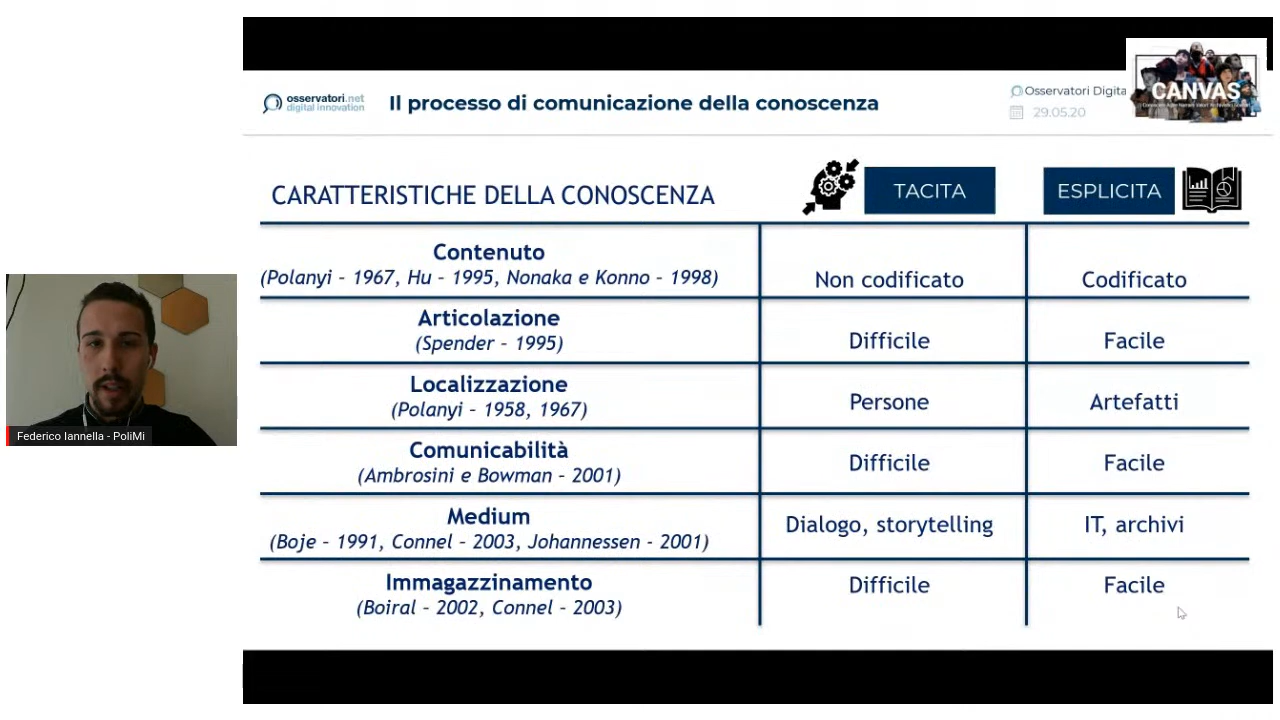 osservatori.net
digital innovation
Il processo di comunicazione della conoscenza
Osservatori Digita
29.05.20
CANVAS
CARATTERISTICHE DELLA CONOSCENZA
TACITA
ESPLICITA
Contenuto
(Polanyi - 1967, Hu - 1995, Nonaka e Konno - 1998)
Non codificato
Codificato
Articolazione
(Spender - 1995)
Difficile
Facile
Localizzazione
(Polanyi - 1958, 1967)
Persone
Artefatti
Comunicabilità
(Ambrosini e Bowman - 2001)
Difficile
Facile
Medium
(Boje - 1991, Connel - 2003, Johannessen - 2001)
Dialogo, storytelling
IT, archivi
Immagazzinamento
(Boiral - 2002, Connel - 2003)
Difficile
Facile
Federico Iannella - PoliMi